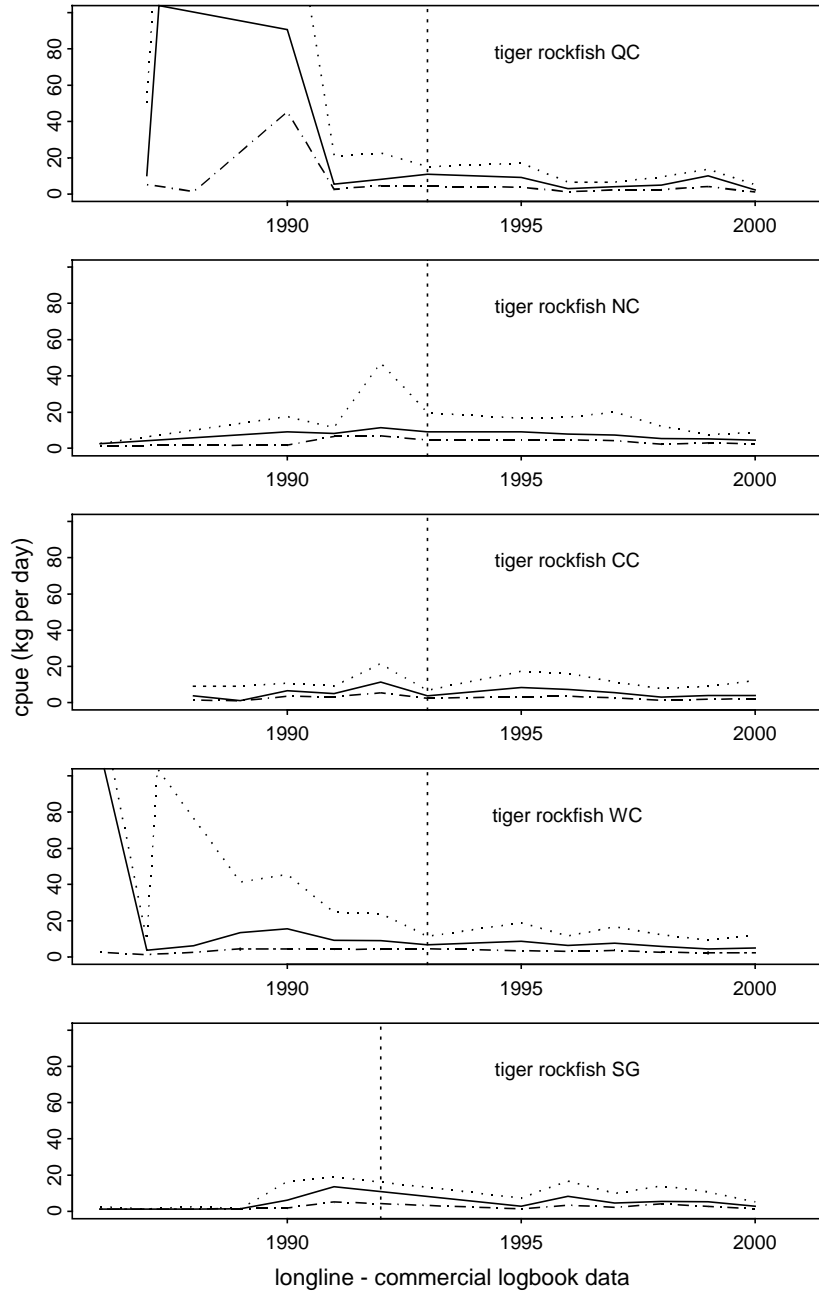 tiger rockfish QC
0 20 40 60 80
1990 1995 2000
tiger rockfish NC
0 20 40 60 80
1990 1995 2000
tiger rockfish CC
0 20 40 60 80
1990 1995 2000
cpue (kg per day)
tiger rockfish WC
0 20 40 60 80
1990 1995 2000
tiger rockfish SG
0 20 40 60 80
1990 1995 2000
longline - commercial logbook data